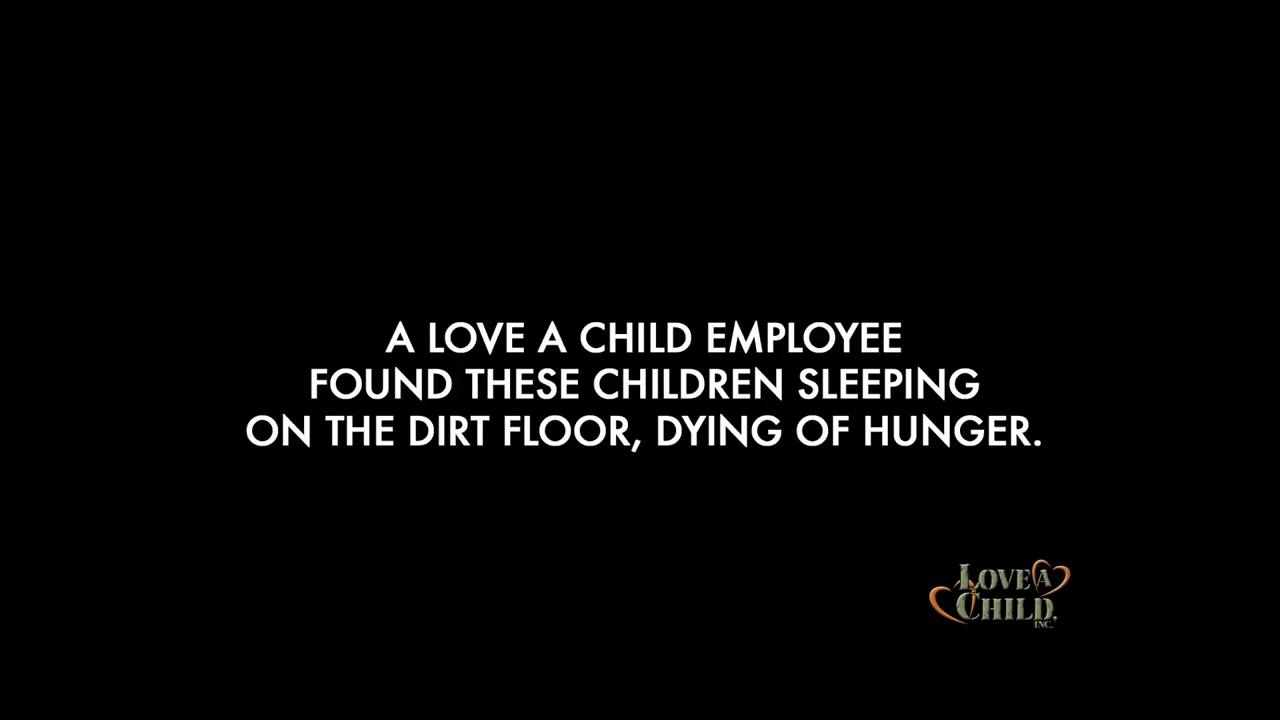 A LOVE A CHILD EMPLOYEE
FOUND THESE CHILDREN SLEEPING
ON THE DIRT FLOOR, DYING OF HUNGER.
LOVE A
CHILD,
INC.